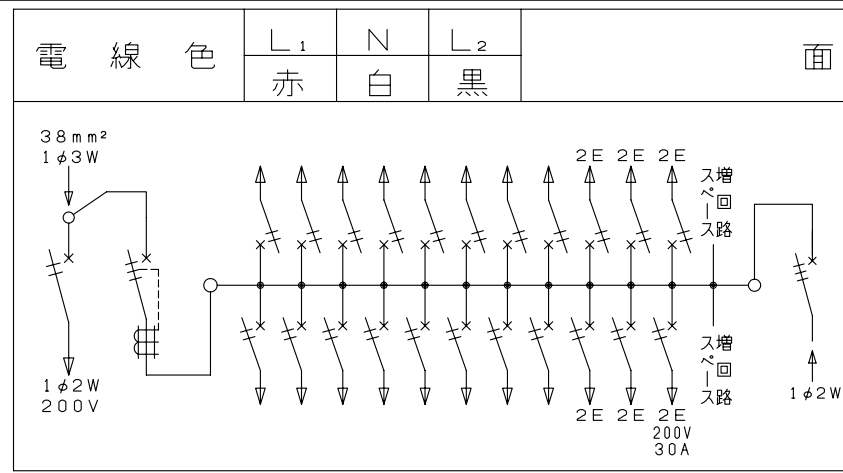 電線色
L₁ N L₂
赤 白 黒
面
38mm²
1φ3W
2E 2E 2E
増回路
スペース
増回路
スペース
1φ2W
200V
1φ2W
2E 2E 2E
200V
30A